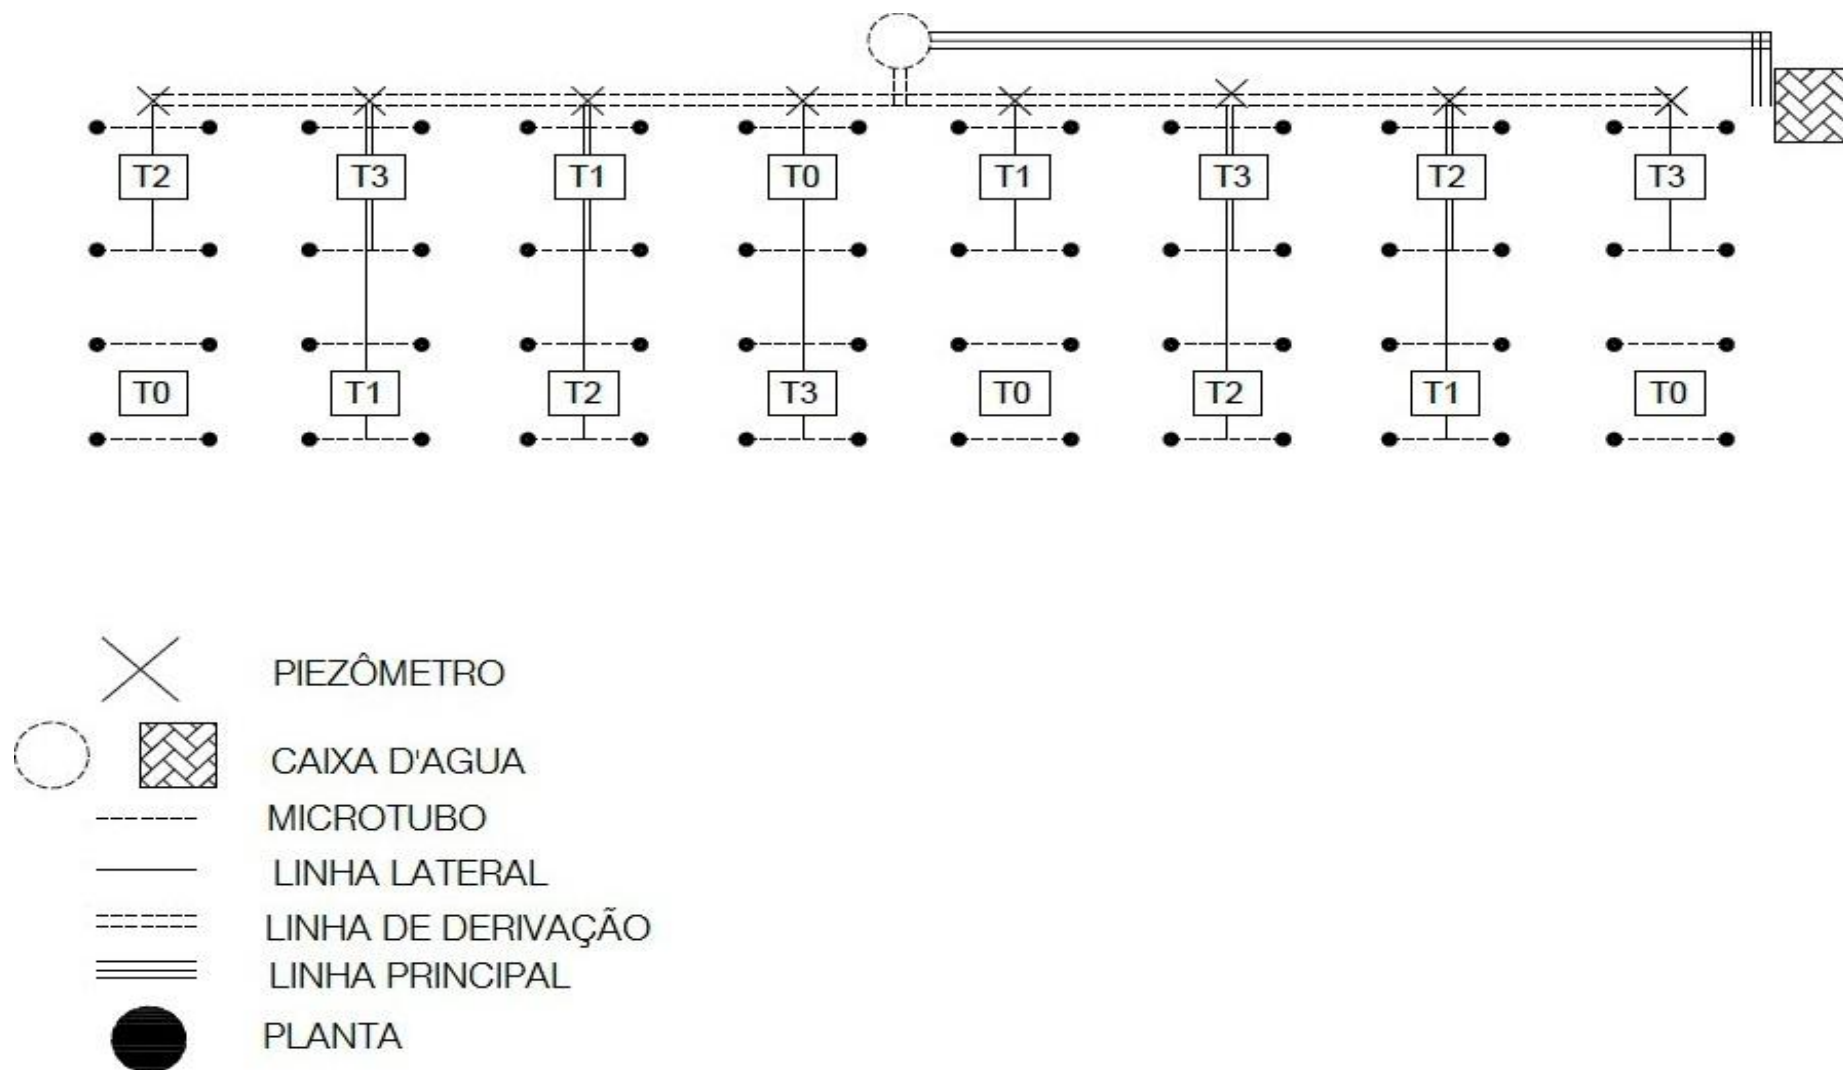 T2 T3 T1 T0 T1 T3 T2 T3
T0 T1 T2 T3 T0 T2 T1 T0
PIEZÔMETRO
CAIXA D'AGUA
MICROTUBO
LINHA LATERAL
LINHA DE DERIVAÇÃO
LINHA PRINCIPAL
PLANTA